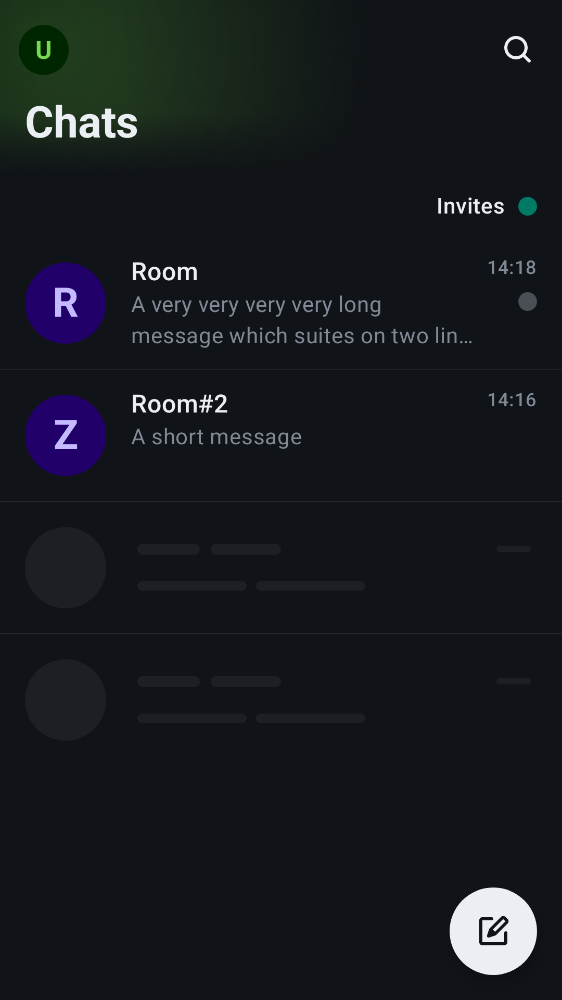 U
Chats
Invites
Room
14:18
R
A very very very very long
message which suites on two lin…
Room#2
14:16
Z
A short message